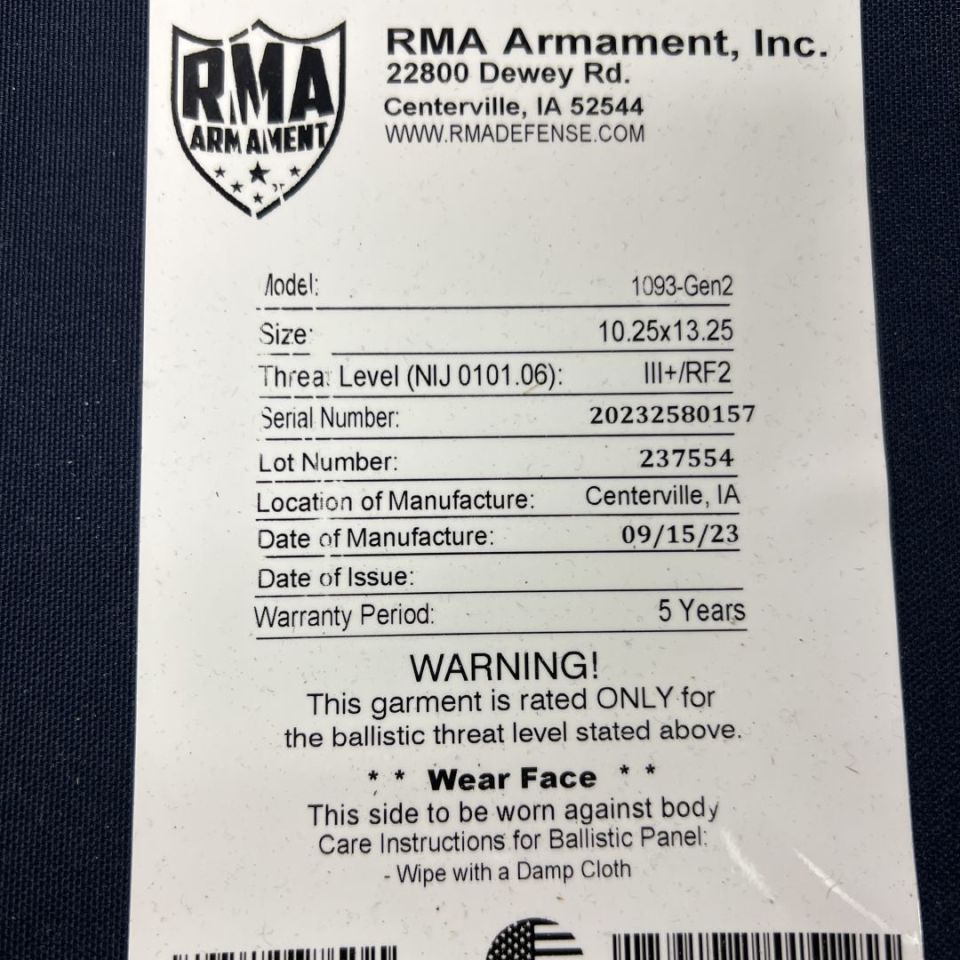 RMA
ARMAMENT
RMA Armament, Inc.
22800 Dewey Rd.
Centerville, IA 52544
WWW.RMADEFENSE.COM
Model: 1093-Gen2
Size: 10.25x13.25
Threat Level (NIJ 0101.06): III+/RF2
Serial Number: 20232580157
Lot Number: 237554
Location of Manufacture: Centerville, IA
Date of Manufacture: 09/15/23
Date of Issue:
Warranty Period: 5 Years
WARNING!
This garment is rated ONLY for
the ballistic threat level stated above.
* * Wear Face * *
This side to be worn against body
Care Instructions for Ballistic Panel:
- Wipe with a Damp Cloth